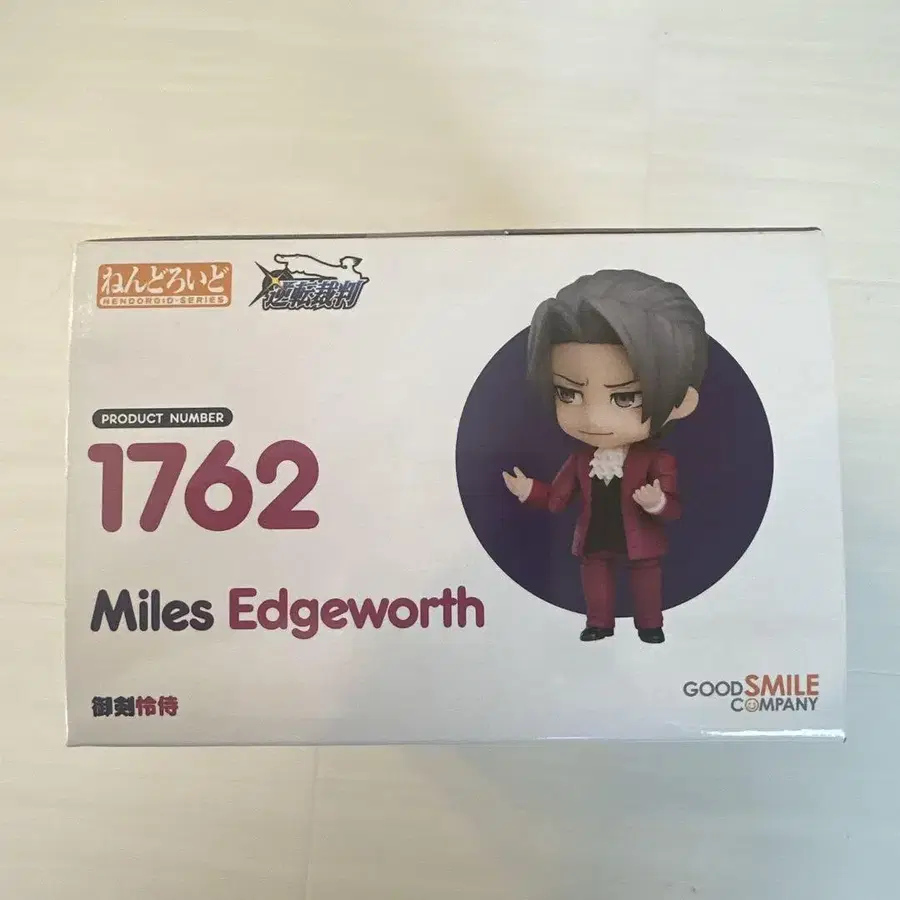 ねんどろいど
NENDOROID-SERIES
逆転裁判
PRODUCT NUMBER
1762
Miles Edgeworth
御剣怜侍
GOOD SMILE
COMPANY